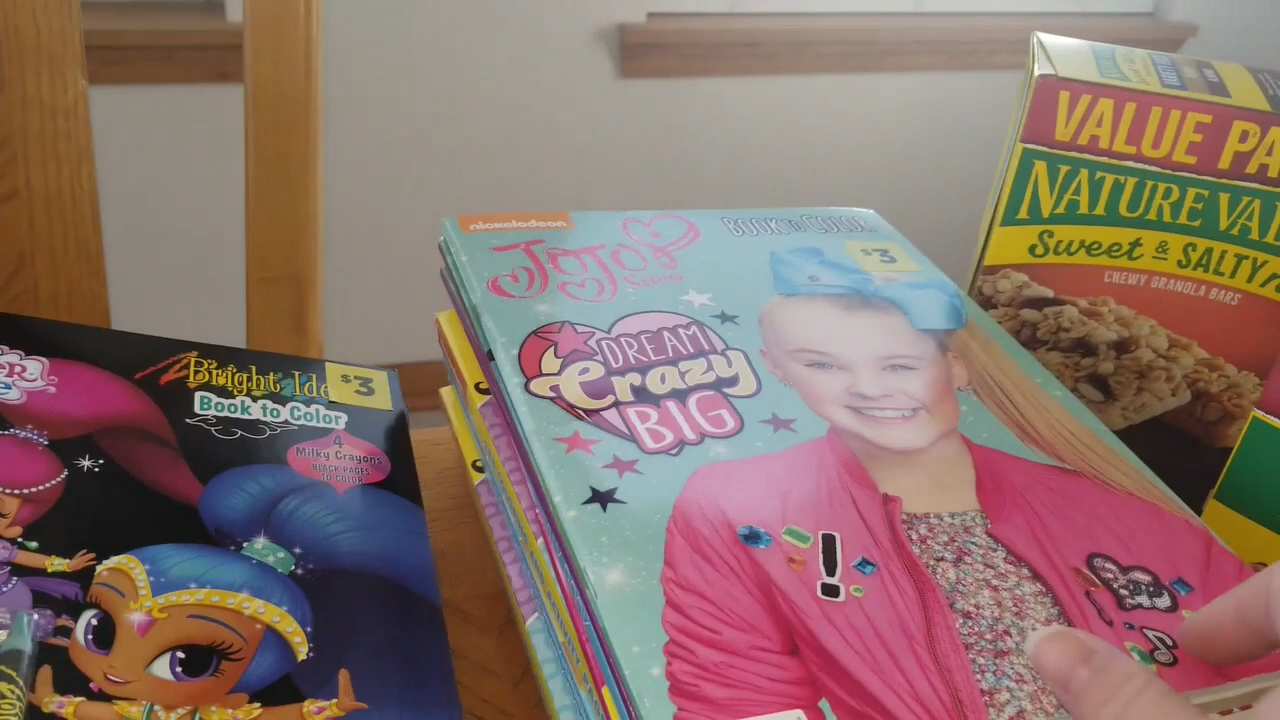 nickelodeon
JoJo
Siwa
BOOK to COLOR
$3
DREAM
Crazy
BIG
Bright Ide
$3
Book to Color
4
Milky Crayons
BLACK PAGES
TO COLOR
VALUE PA
NATURE VAL
Sweet & SALTY
CHEWY GRANOLA BARS